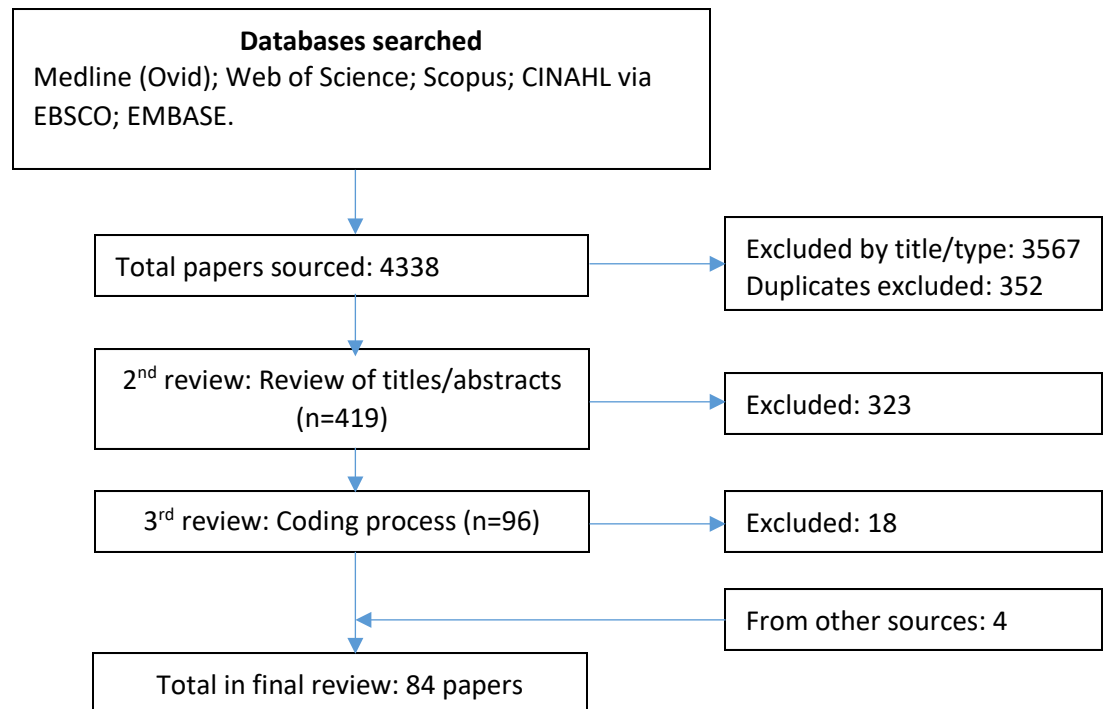 Databases searched
Medline (Ovid); Web of Science; Scopus; CINAHL via
EBSCO; EMBASE.
Total papers sourced: 4338
Excluded by title/type: 3567
Duplicates excluded: 352
2nd review: Review of titles/abstracts
(n=419)
Excluded: 323
3rd review: Coding process (n=96)
Excluded: 18
From other sources: 4
Total in final review: 84 papers